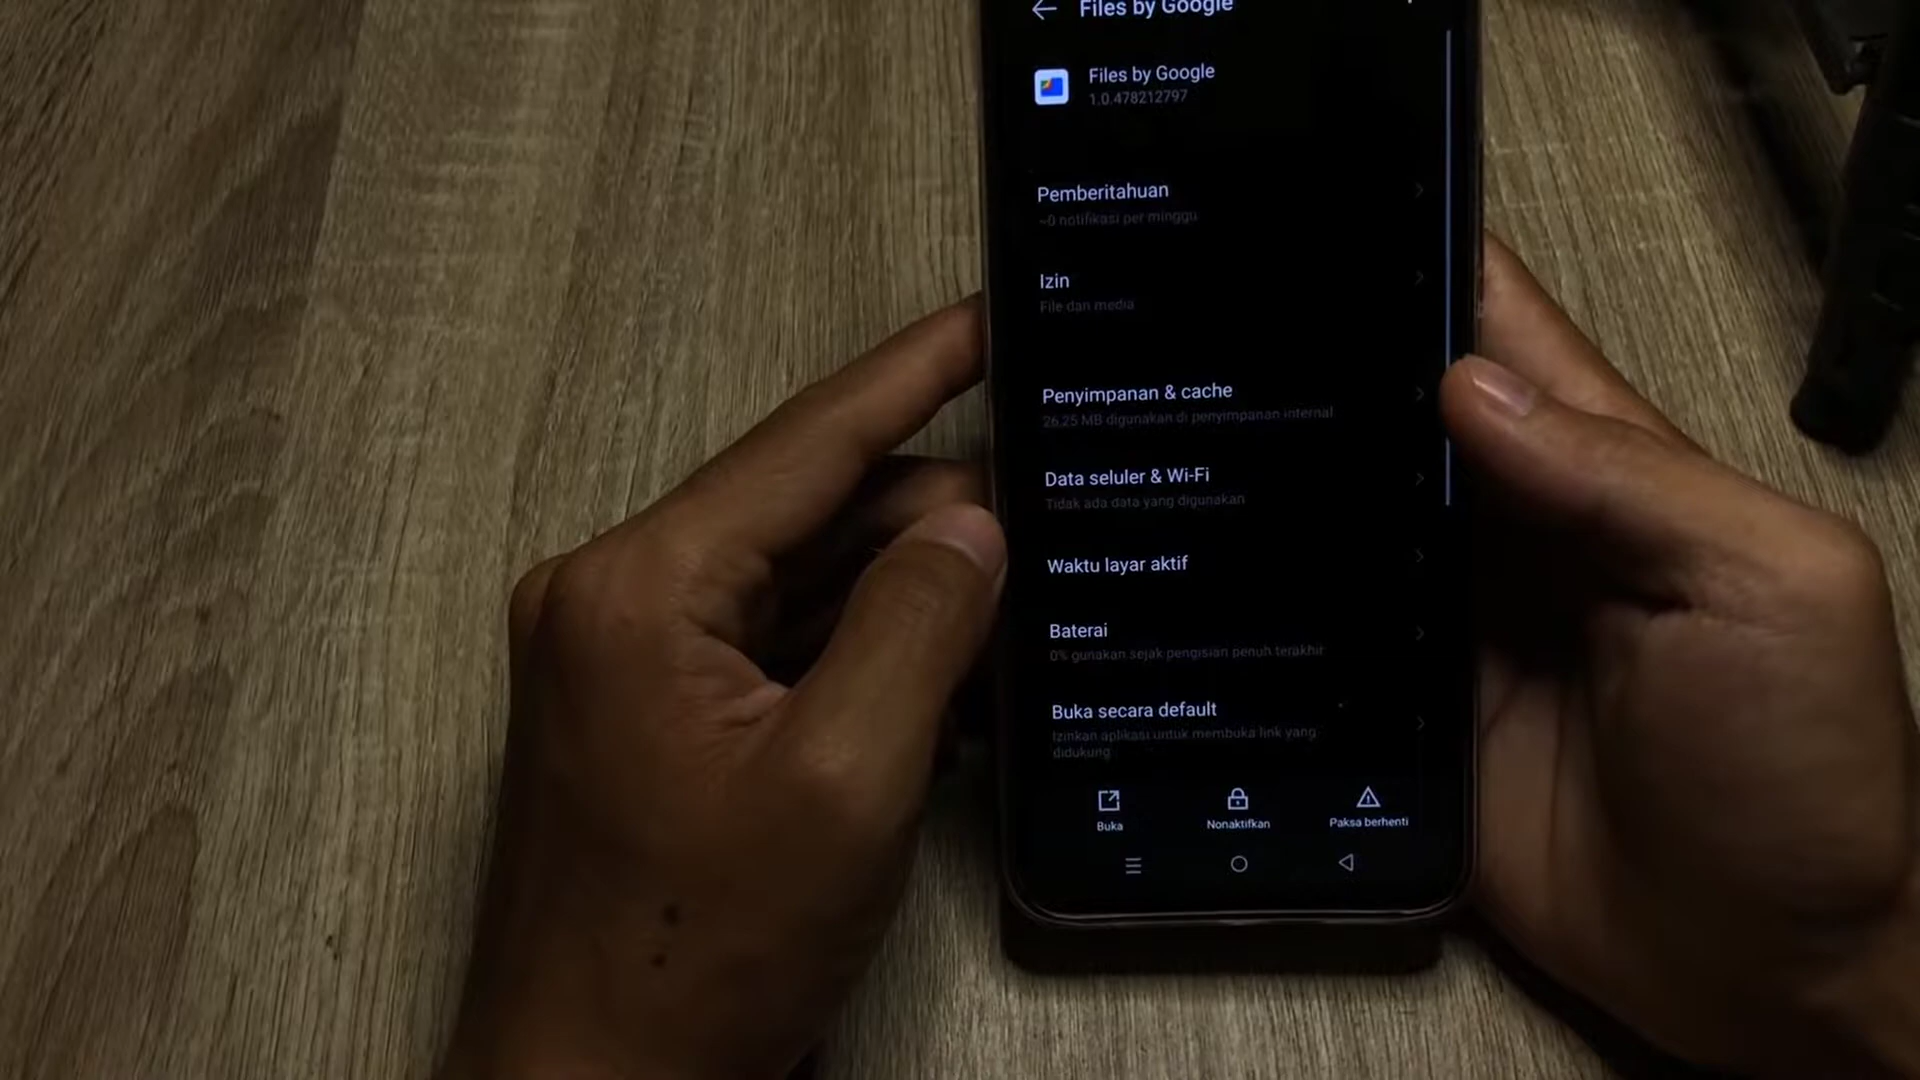 Files by Google
Files by Google
1.0.478212797
Pemberitahuan
~0 notifikasi per minggu
Izin
File dan media
Penyimpanan & cache
26.25 MB digunakan di penyimpanan internal
Data seluler & Wi-Fi
Tidak ada data yang digunakan
Waktu layar aktif
Baterai
0% gunakan sejak pengisian penuh terakhir
Buka secara default
Izinkan aplikasi untuk membuka link yang
didukung
Buka
Nonaktifkan
Paksa berhenti